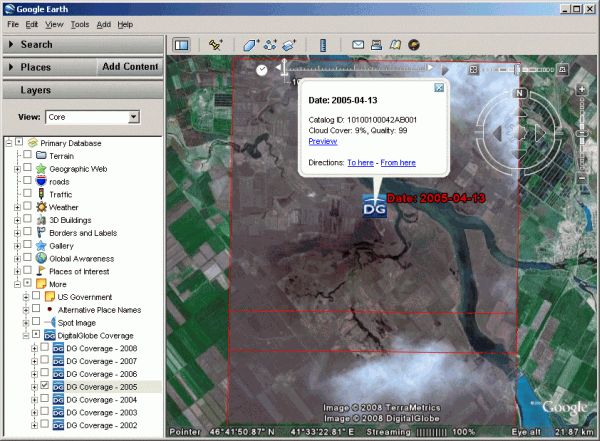 Google Earth
File Edit View Tools Add Help
Search
Places Add Content
Layers
View: Core
Primary Database
Terrain
Geographic Web
roads
Traffic
Weather
3D Buildings
Borders and Labels
Gallery
Global Awareness
Places of Interest
More
US Government
Alternative Place Names
Spot Image
DigitalGlobe Coverage
DG Coverage - 2008
DG Coverage - 2007
DG Coverage - 2006
DG Coverage - 2005
DG Coverage - 2004
DG Coverage - 2003
DG Coverage - 2002
Date: 2005-04-13
Catalog ID: 10100100042AB001
Cloud Cover: 9%, Quality: 99
Preview
Directions: To here - From here
N
DG Date: 2005-04-13
Image © 2008 TerraMetrics
Image © 2008 DigitalGlobe
Google
Pointer 46°41'50.87" N 41°33'22.81" E Streaming 100% Eye alt 21.87 km